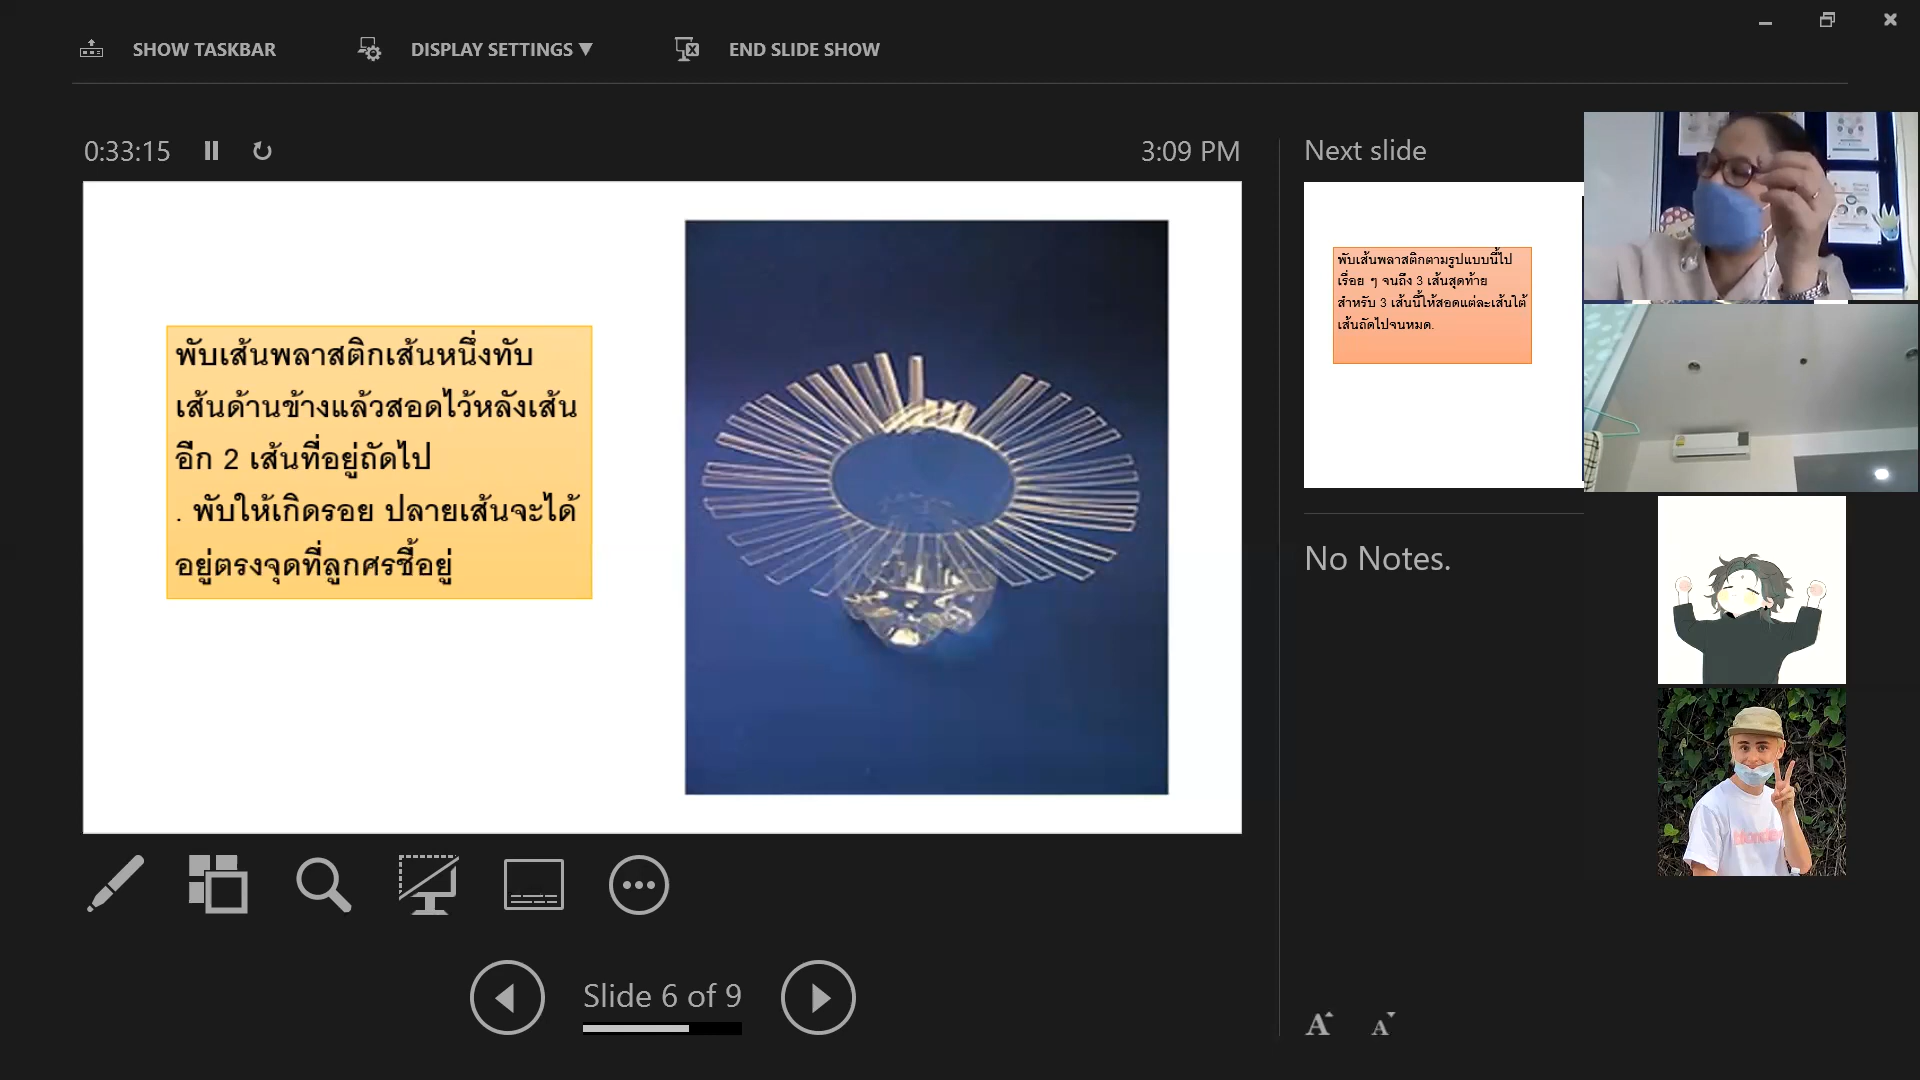 SHOW TASKBAR
DISPLAY SETTINGS ▼
END SLIDE SHOW
0:33:15
3:09 PM
พับเส้นพลาสติกเส้นหนึ่งทับ
เส้นด้านข้างแล้วสอดไว้หลังเส้น
อีก 2 เส้นที่อยู่ถัดไป
. พับให้เกิดรอย ปลายเส้นจะได้
อยู่ตรงจุดที่ลูกศรชี้อยู่
Next slide
พับเส้นพลาสติกตามรูปแบบนี้ไป
เรื่อย ๆ จนถึง 3 เส้นสุดท้าย
สำหรับ 3 เส้นนี้ให้สอดแต่ละเส้นใต้
เส้นถัดไปจนหมด.
No Notes.
Slide 6 of 9
A
A